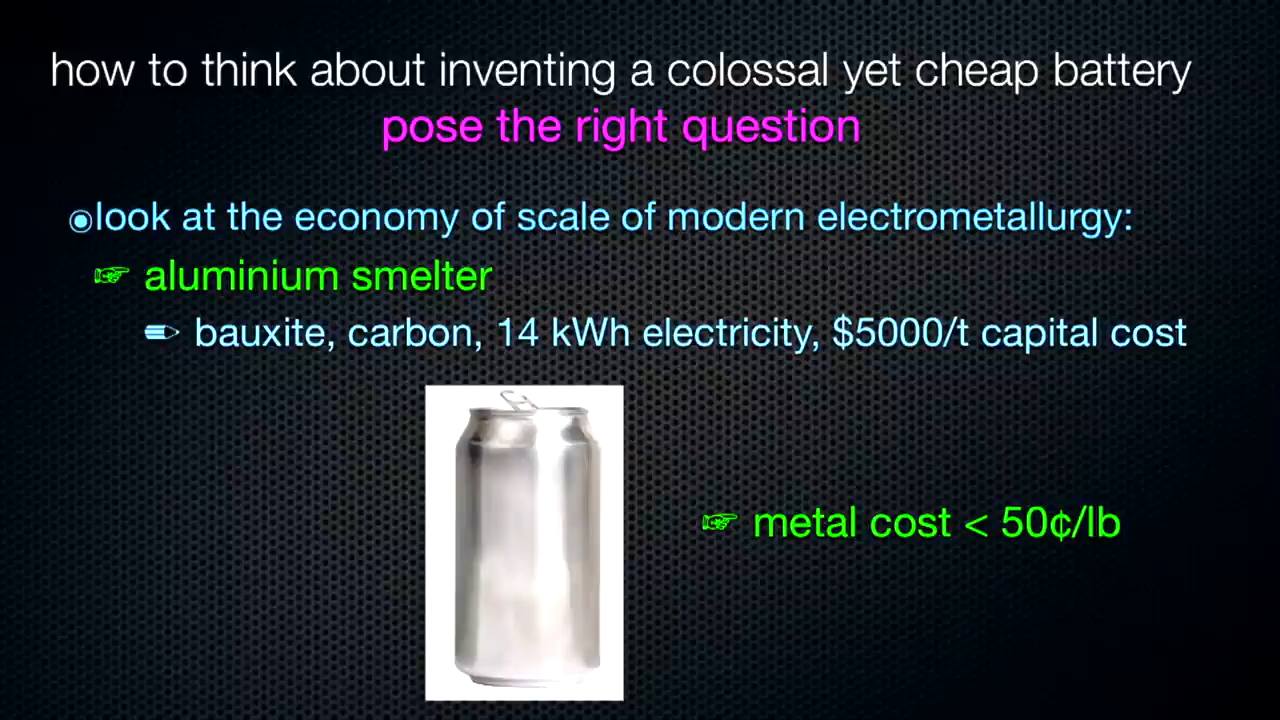 how to think about inventing a colossal yet cheap battery
pose the right question
◉look at the economy of scale of modern electrometallurgy:
☞ aluminium smelter
✏ bauxite, carbon, 14 kWh electricity, $5000/t capital cost
☞ metal cost < 50¢/lb